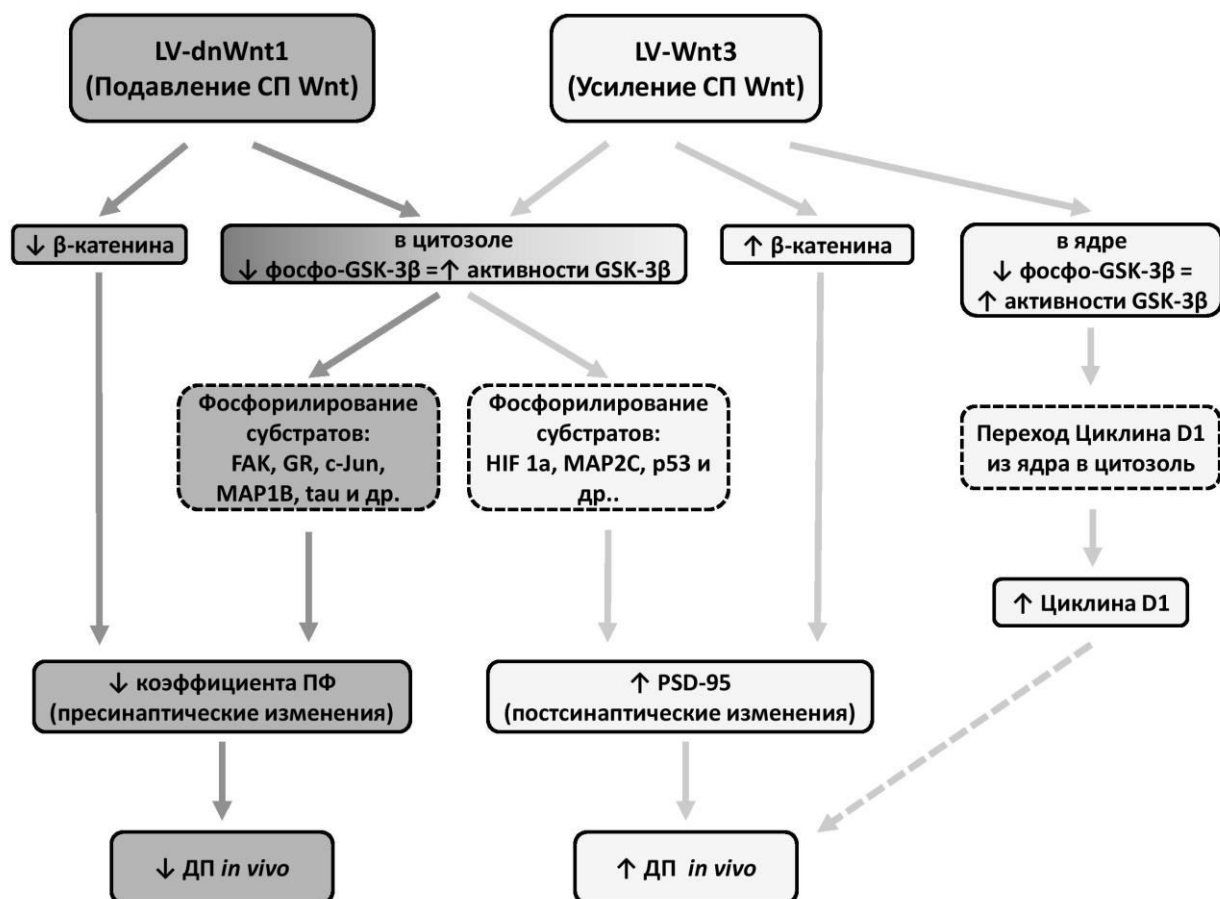 LV-dnWnt1
(Подавление СП Wnt)
LV-Wnt3
(Усиление СП Wnt)
↓ β-катенина
в цитозоле
↓ фосфо-GSK-3β =↑ активности GSK-3β
↑ β-катенина
в ядре
↓ фосфо-GSK-3β =
↑ активности GSK-3β
Фосфорилирование
субстратов:
FAK, GR, c-Jun,
MAP1B, tau и др.
Фосфорилирование
субстратов:
HIF 1a, MAP2C, p53 и
др..
Переход Циклина D1
из ядра в цитозоль
↑ Циклина D1
↓ коэффициента ПФ
(пресинаптические изменения)
↑ PSD-95
(постсинаптические изменения)
↓ ДП in vivo
↑ ДП in vivo